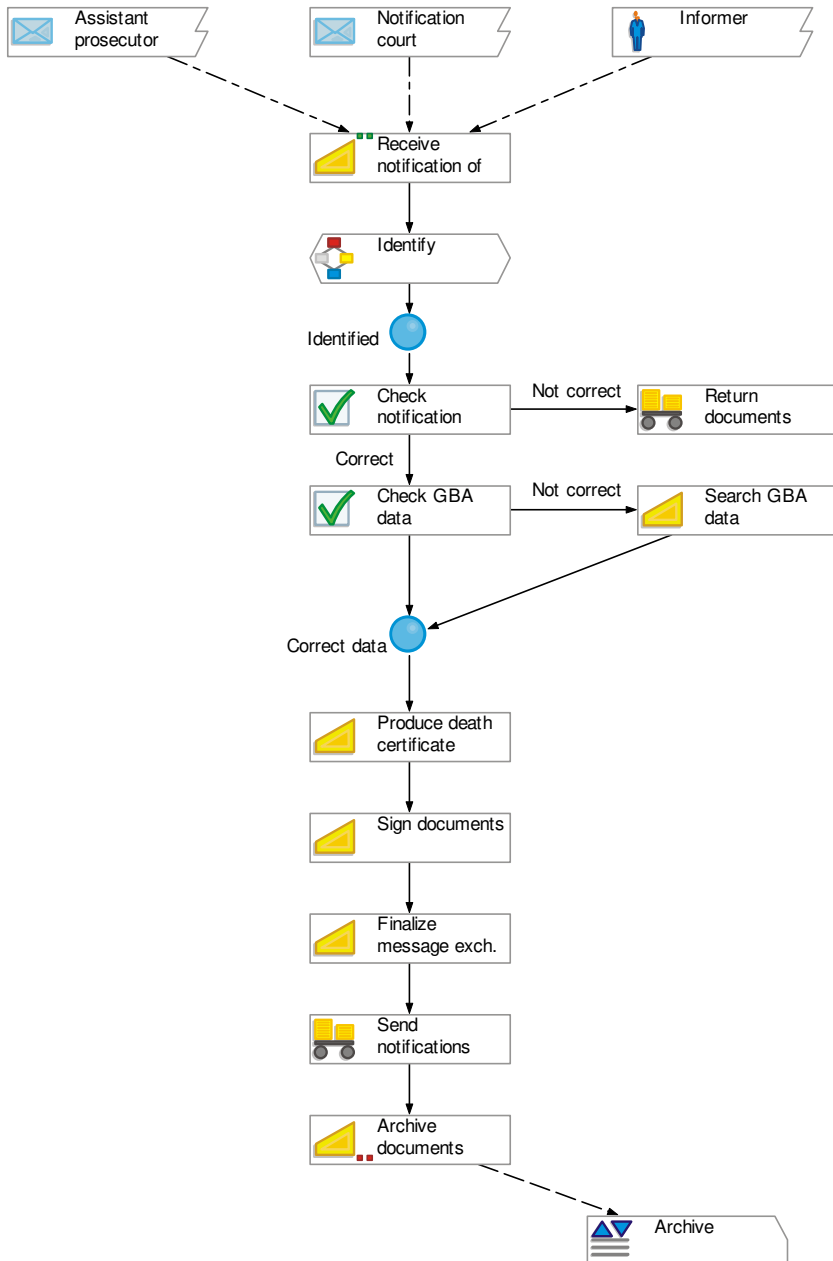 Assistant
prosecutor
Notification
court
Informer
Receive
notification of
Identify
Identified
Check
notification
Not correct
Return
documents
Correct
Check GBA
data
Not correct
Search GBA
data
Correct data
Produce death
certificate
Sign documents
Finalize
message exch.
Send
notifications
Archive
documents
Archive